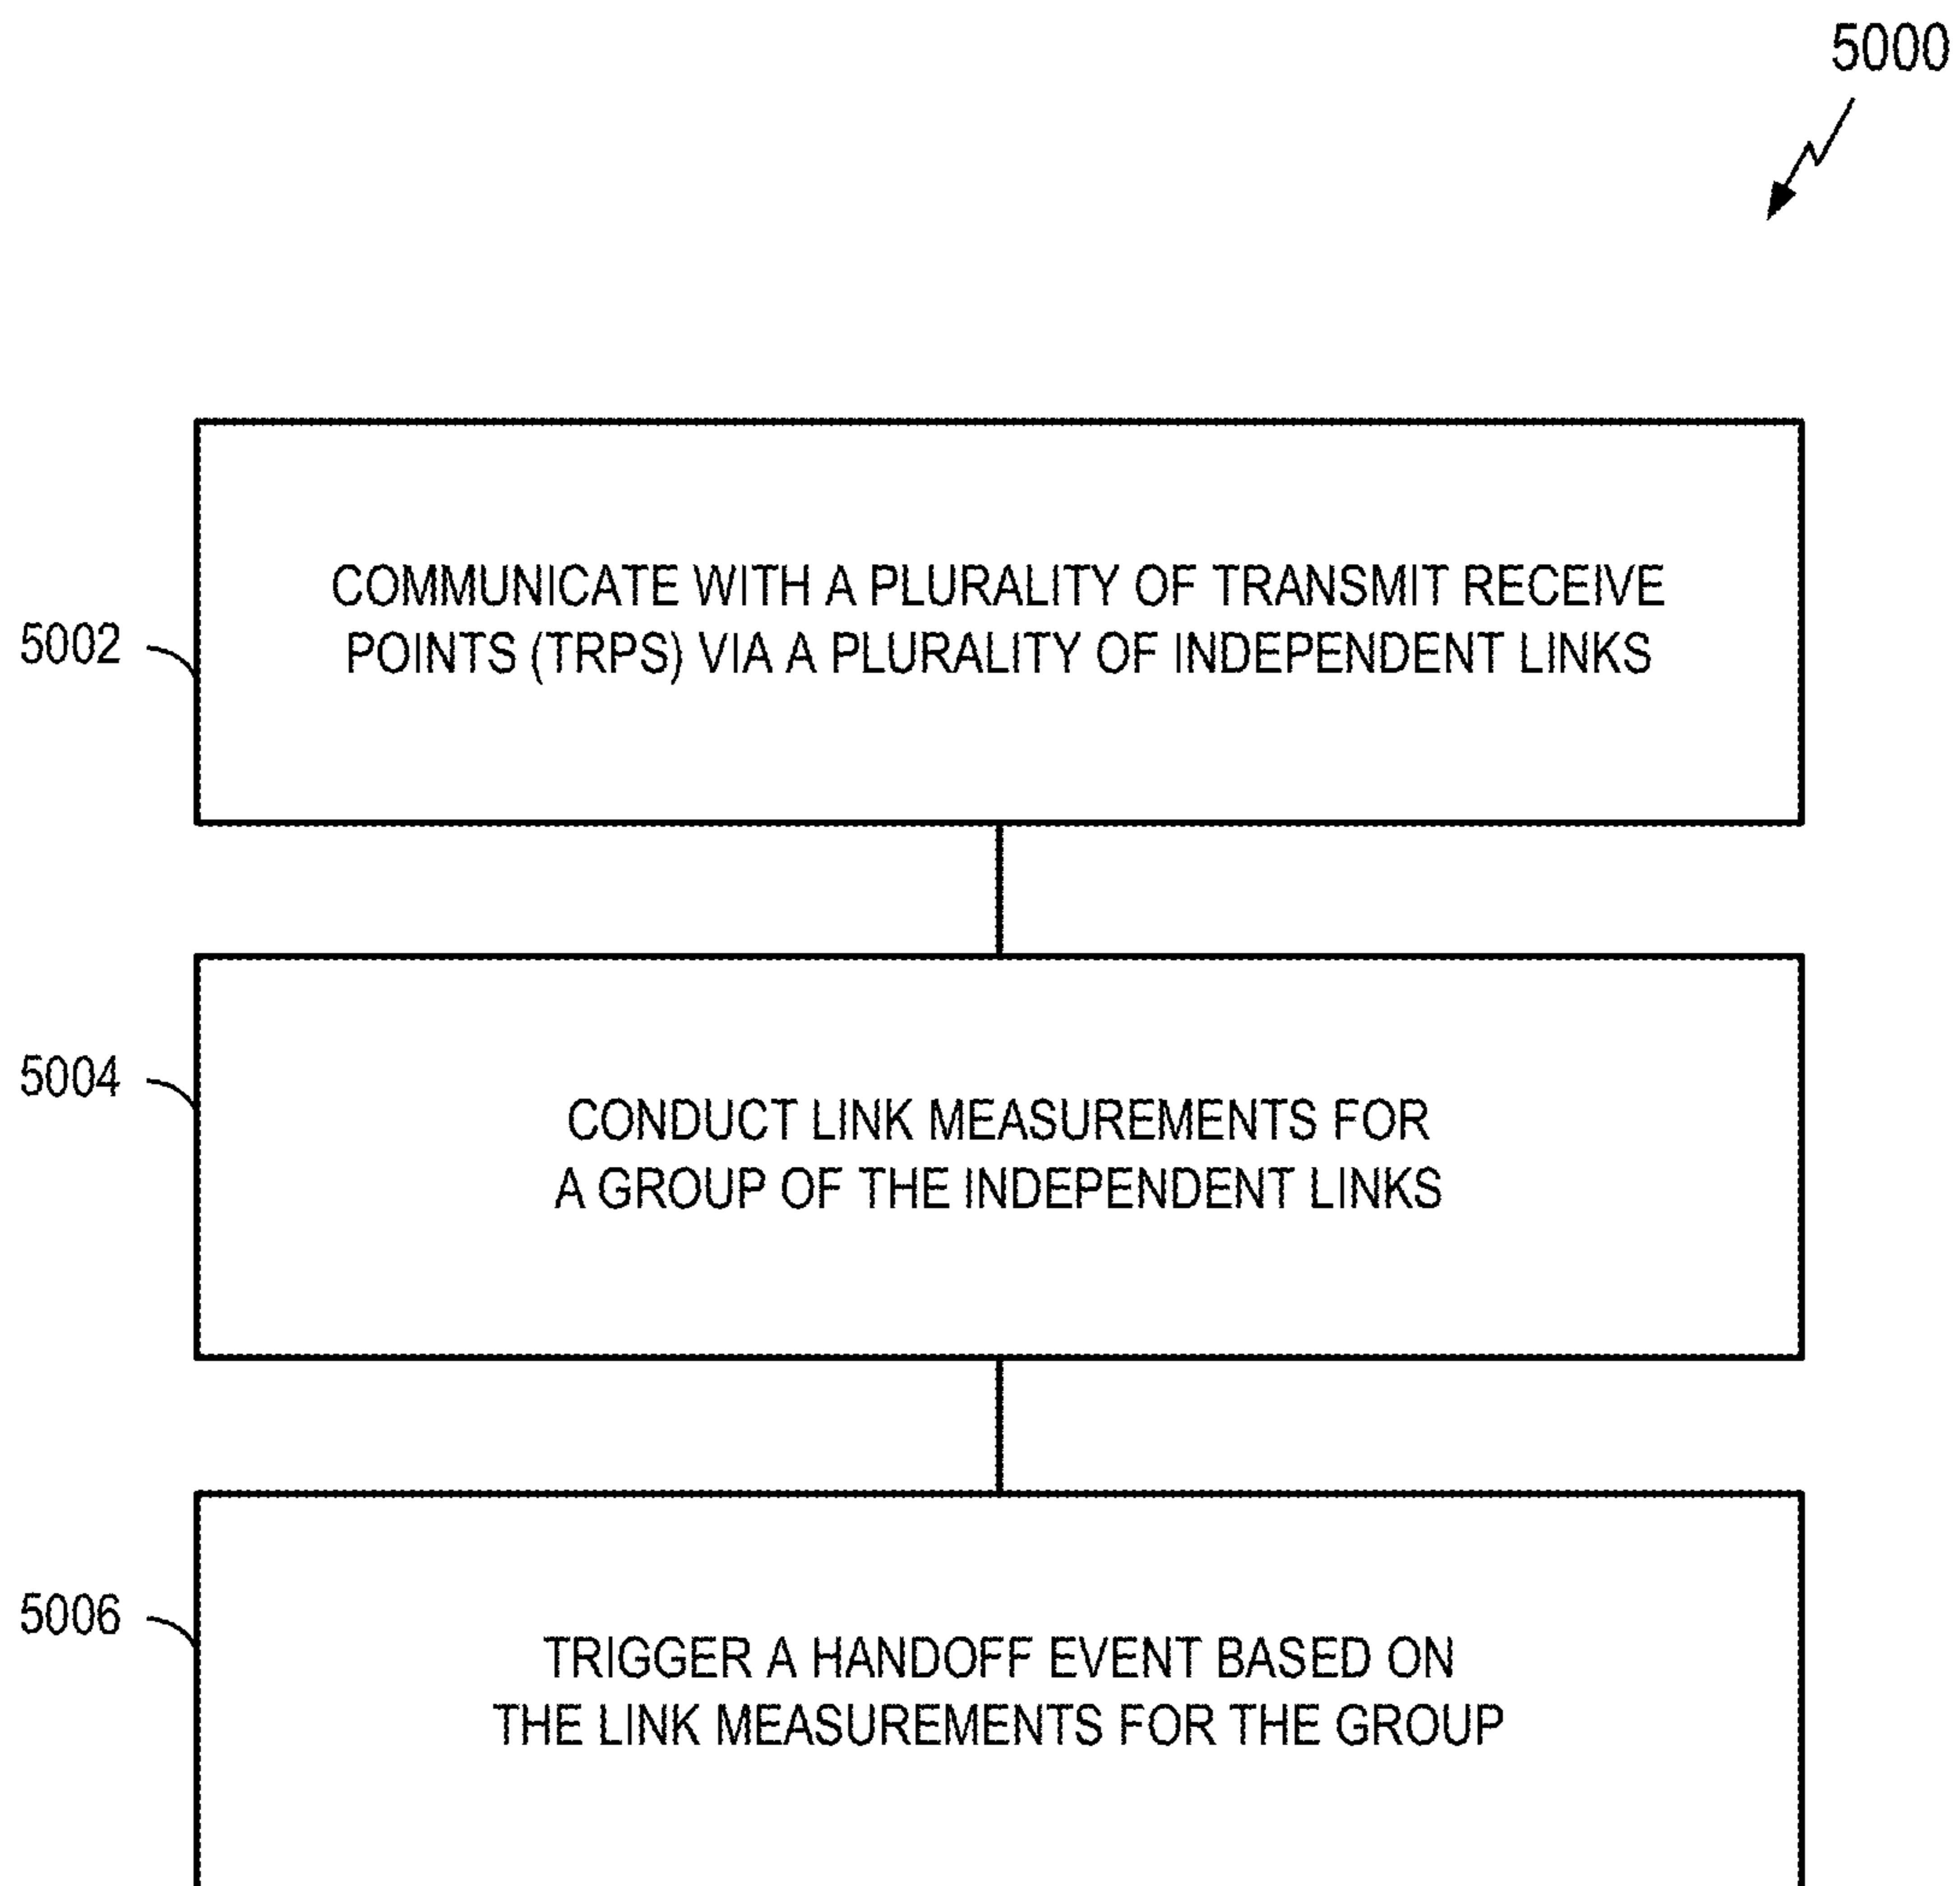 5000
5002
COMMUNICATE WITH A PLURALITY OF TRANSMIT RECEIVE
POINTS (TRPS) VIA A PLURALITY OF INDEPENDENT LINKS
5004
CONDUCT LINK MEASUREMENTS FOR
A GROUP OF THE INDEPENDENT LINKS
5006
TRIGGER A HANDOFF EVENT BASED ON
THE LINK MEASUREMENTS FOR THE GROUP